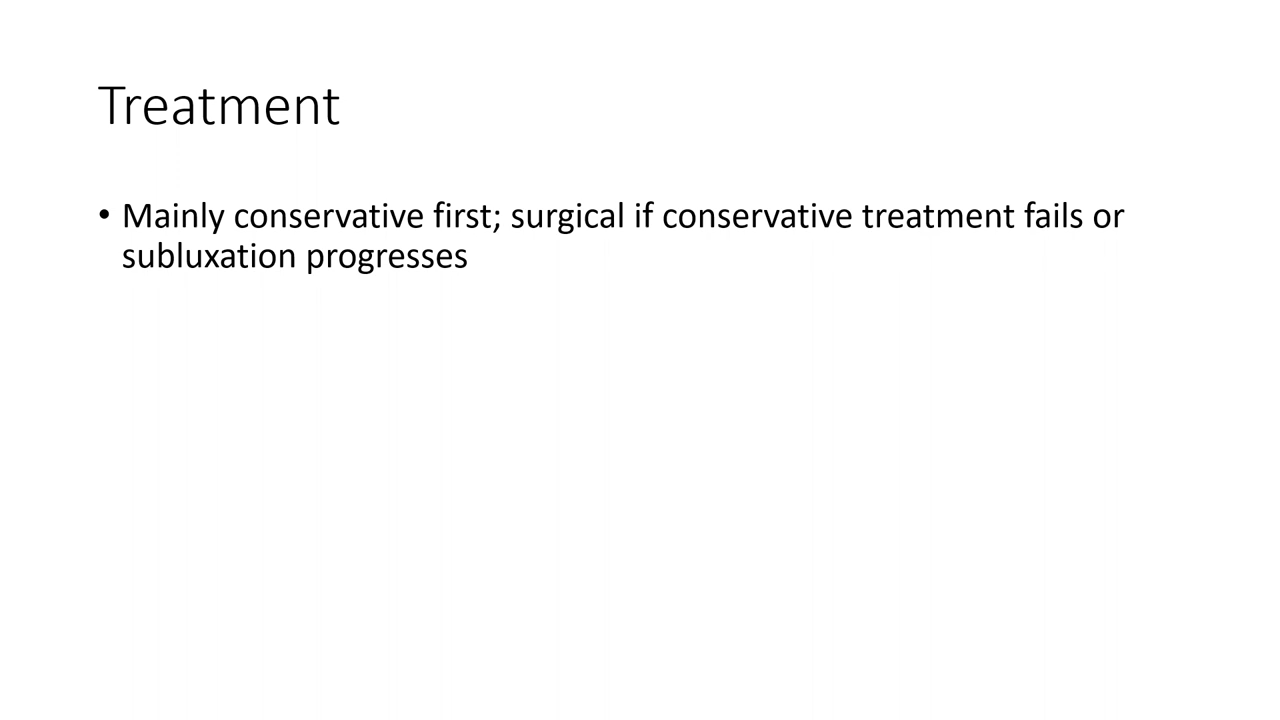 Treatment
• Mainly conservative first; surgical if conservative treatment fails or
subluxation progresses